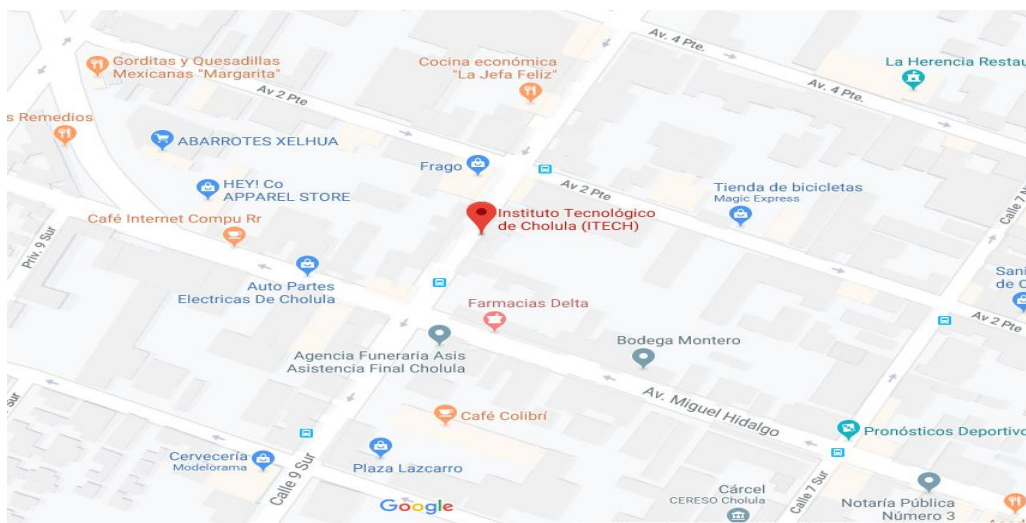 Av. 4 Pte.
Gorditas y Quesadillas
Mexicanas "Margarita"
Cocina económica
"La Jefa Feliz"
La Herencia Restau
Av 2 Pte
Av. 4 Pte.
s Remedios
ABARROTES XELHUA
Frago
HEY! Co
APPAREL STORE
Av 2 Pte
Tienda de bicicletas
Magic Express
Calle 7 N
Café Internet Compu Rr
Instituto Tecnológico
de Cholula (ITECH)
Priv. 9 Sur
Auto Partes
Electricas De Cholula
Sani
de C
Farmacias Delta
Av 2 Pte
Bodega Montero
Agencia Funeraria Asis
Asistencia Final Cholula
Sur
Av. Miguel Hidalgo
Café Colibrí
Pronósticos Deportivo
Cervecería
Modelorama
Plaza Lazcarro
Calle 9 Sur
Calle 7 Sur
Cárcel
CERESO Cholula
Notaría Pública
Número 3
Google